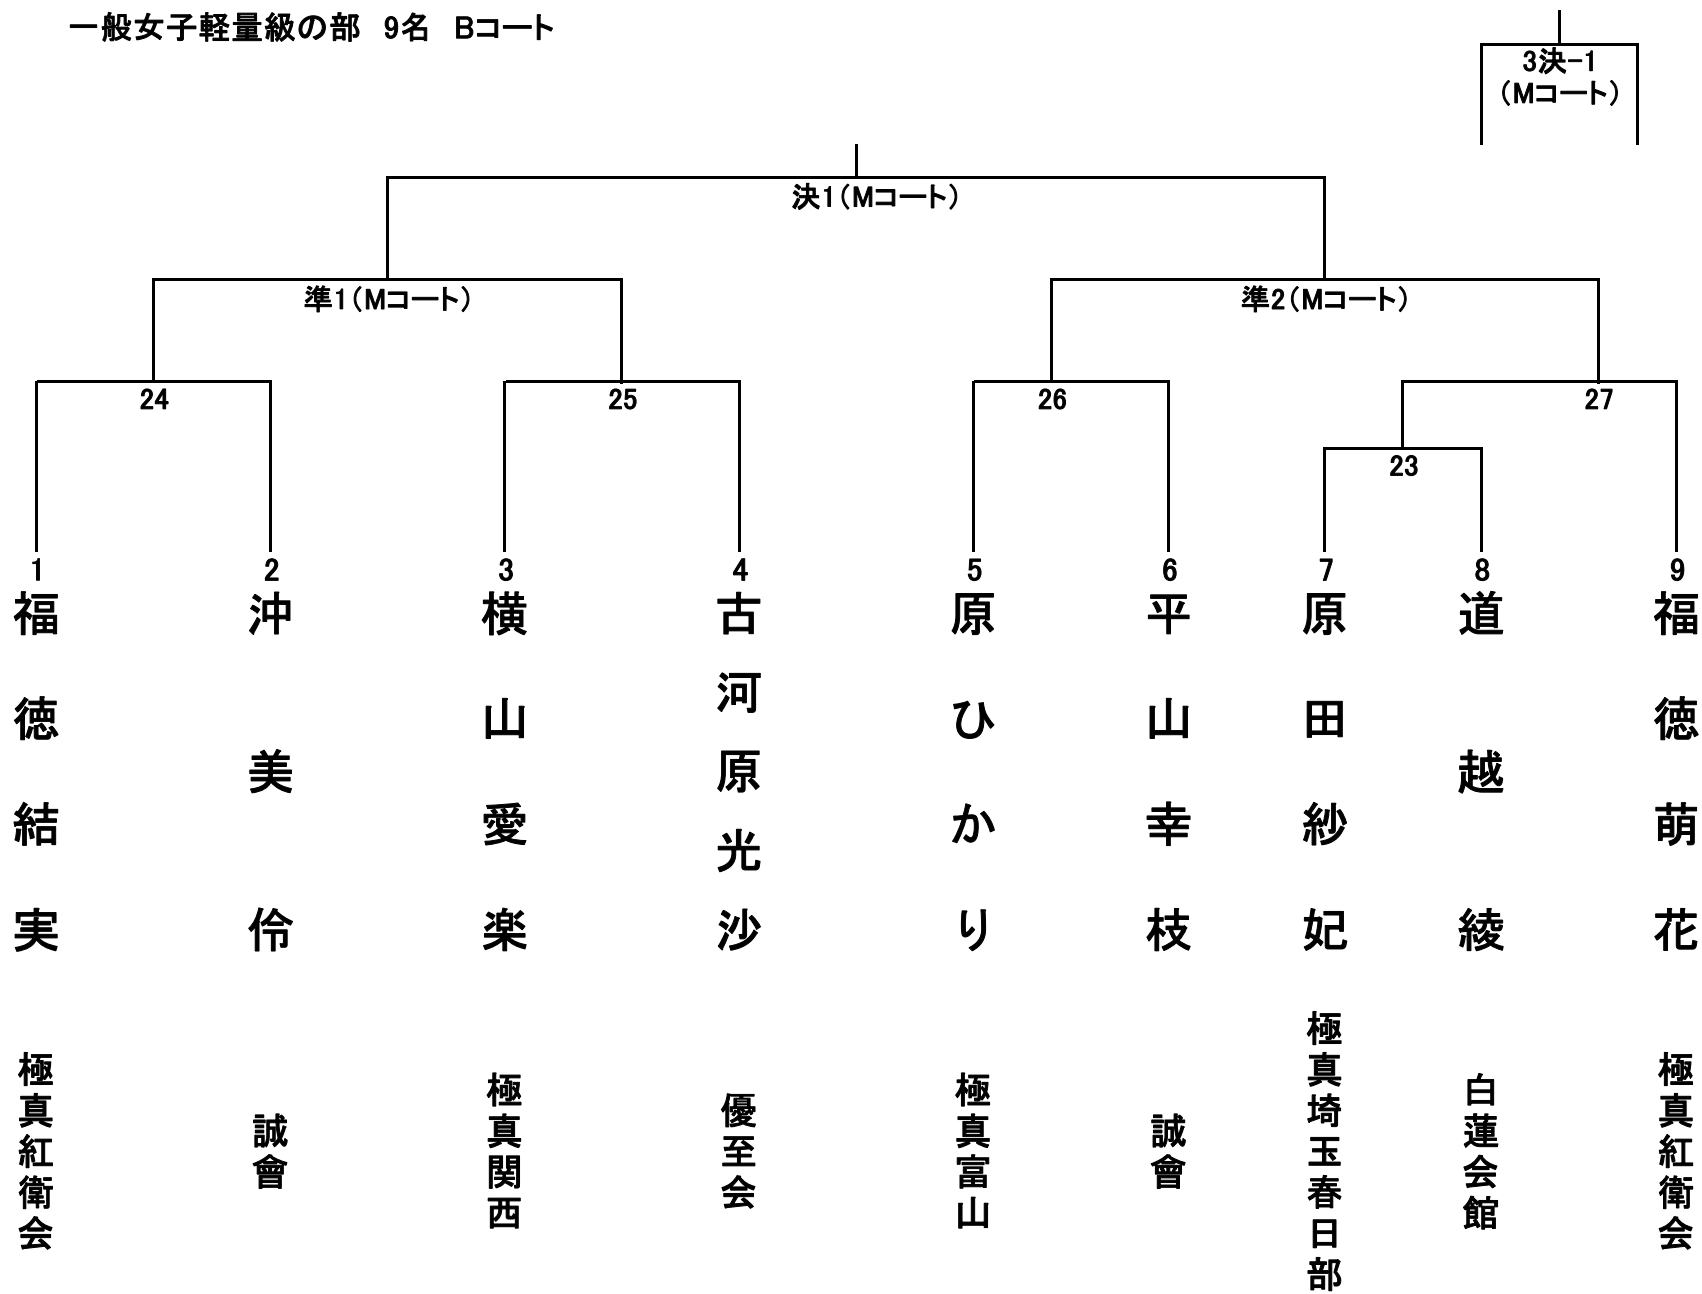 一般女子軽量級の部　9名　Bコート
3決-1
（Mコート）
決1（Mコート）
準1（Mコート）
準2（Mコート）
24
25
26
27
23
1
福徳結実
極真紅衛会
2
沖美伶
誠會
3
横山愛楽
極真関西
4
古河原光沙
優至会
5
原ひかり
極真富山
6
平山幸枝
誠會
7
原田紗妃
極真埼玉春日部
8
道越綾
白蓮会館
9
福徳萌花
極真紅衛会